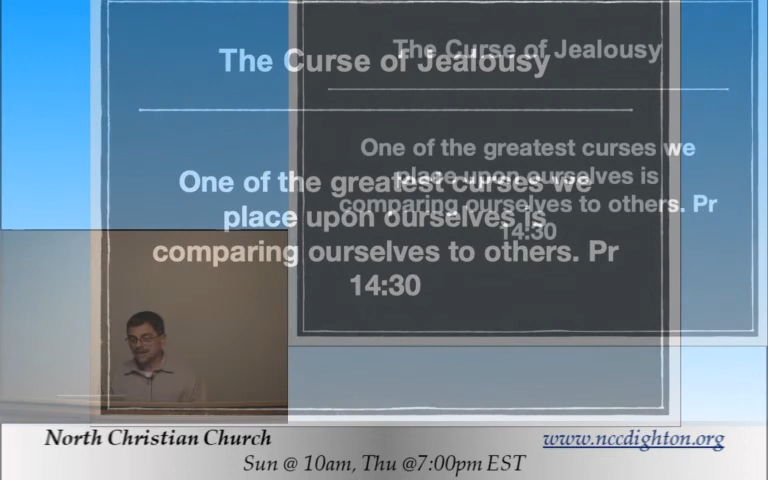 The Curse of Jealousy
The Curse of Jealousy
One of the greatest curses we
place upon ourselves is
comparing ourselves to others. Pr
14:30
One of the greatest curses we
place upon ourselves is
comparing ourselves to others. Pr
14:30
North Christian Church
www.nccdighton.org
Sun @ 10am, Thu @7:00pm EST